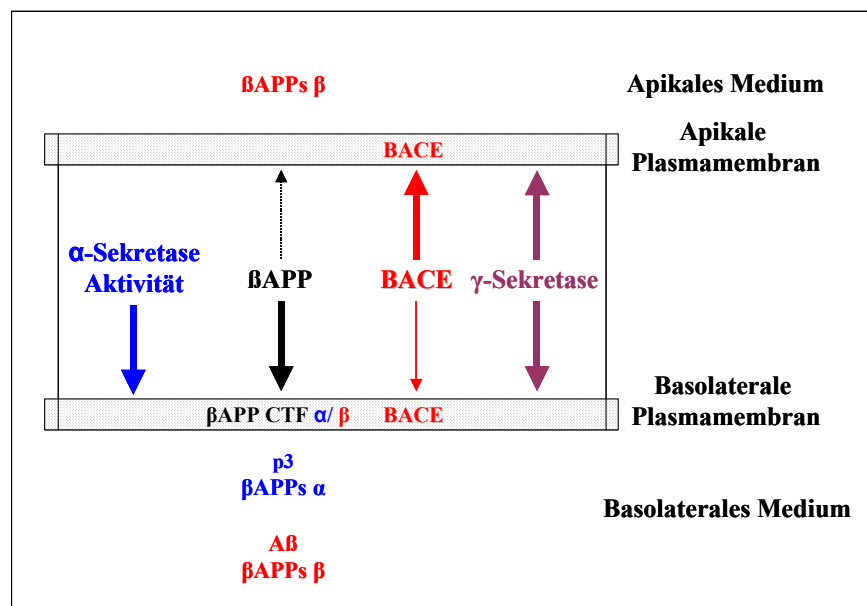 ßAPPs β
Apikales Medium
BACE
Apikale
Plasmamembran
α-Sekretase
Aktivität
ßAPP
BACE
γ-Sekretase
βAPP CTF α/ β
BACE
Basolaterale
Plasmamembran
p3
βAPPs α
Basolaterales Medium
Aß
βAPPs β